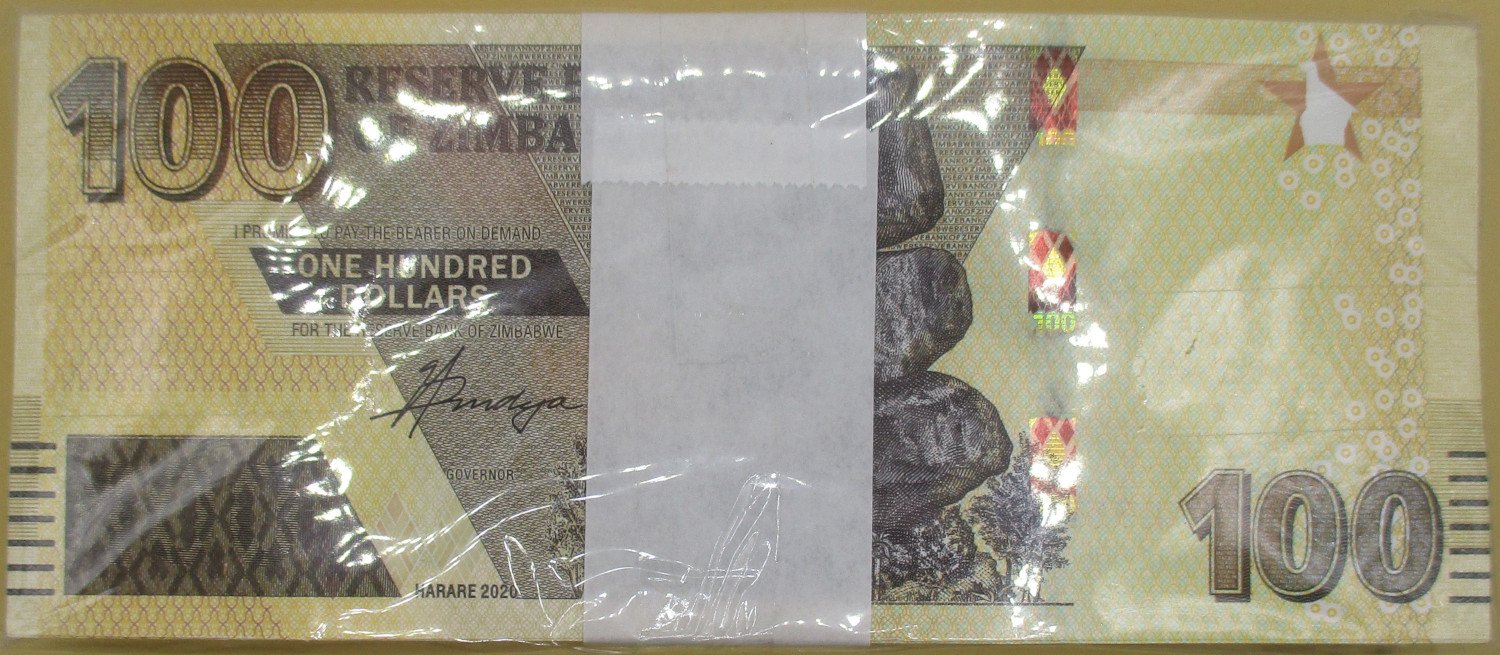 100
RESERVE B
OF ZIMBA
I PROMISE TO PAY THE BEARER ON DEMAND
ONE HUNDRED
DOLLARS
FOR THE RESERVE BANK OF ZIMBABWE
GOVERNOR
HARARE 2020
100
100
100